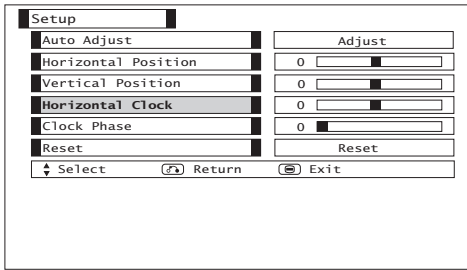 Setup
Auto Adjust Adjust
Horizontal Position 0
Vertical Position 0
Horizontal Clock 0
Clock Phase 0
Reset Reset
Select Return Exit